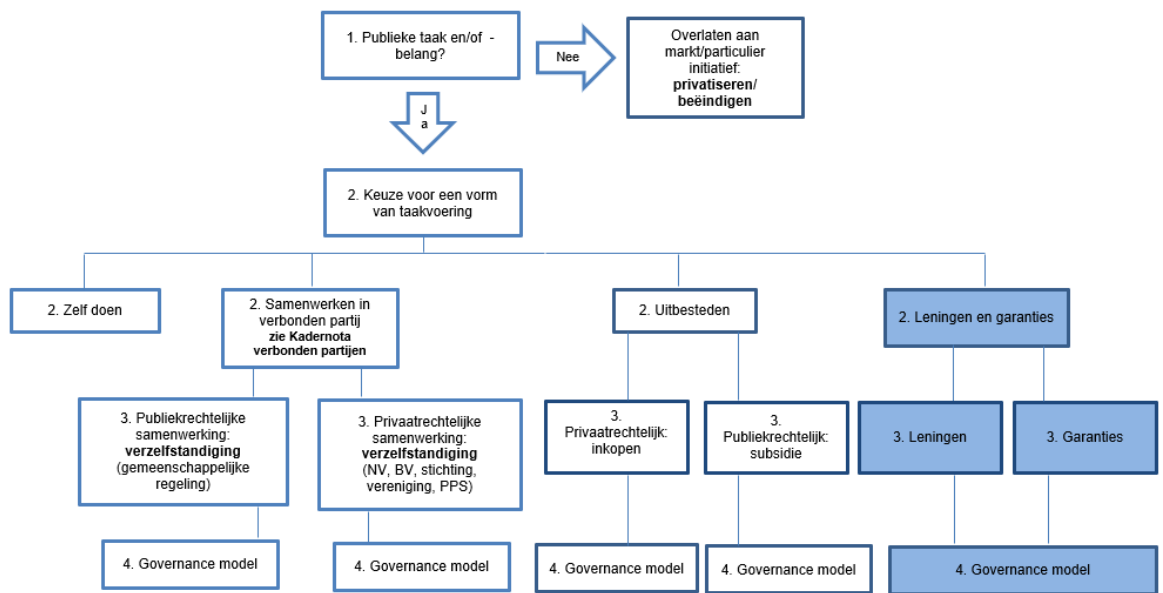 1. Publieke taak en/of -
belang?
Nee
Overlaten aan
markt/particulier
initiatief:
privatiseren/
beëindigen
J
a
2. Keuze voor een vorm
van taakvoering
2. Zelf doen
2. Samenwerken in
verbonden partij
zie Kadernota
verbonden partijen
2. Uitbesteden
2. Leningen en garanties
3. Publiekrechtelijke
samenwerking:
verzelfstandiging
(gemeenschappelijke
regeling)
3. Privaatrechtelijke
samenwerking:
verzelfstandiging
(NV, BV, stichting,
vereniging, PPS)
3.
Privaatrechtelijk:
inkopen
3.
Publiekrechtelijk:
subsidie
3. Leningen
3. Garanties
4. Governance model
4. Governance model
4. Governance model
4. Governance model
4. Governance model